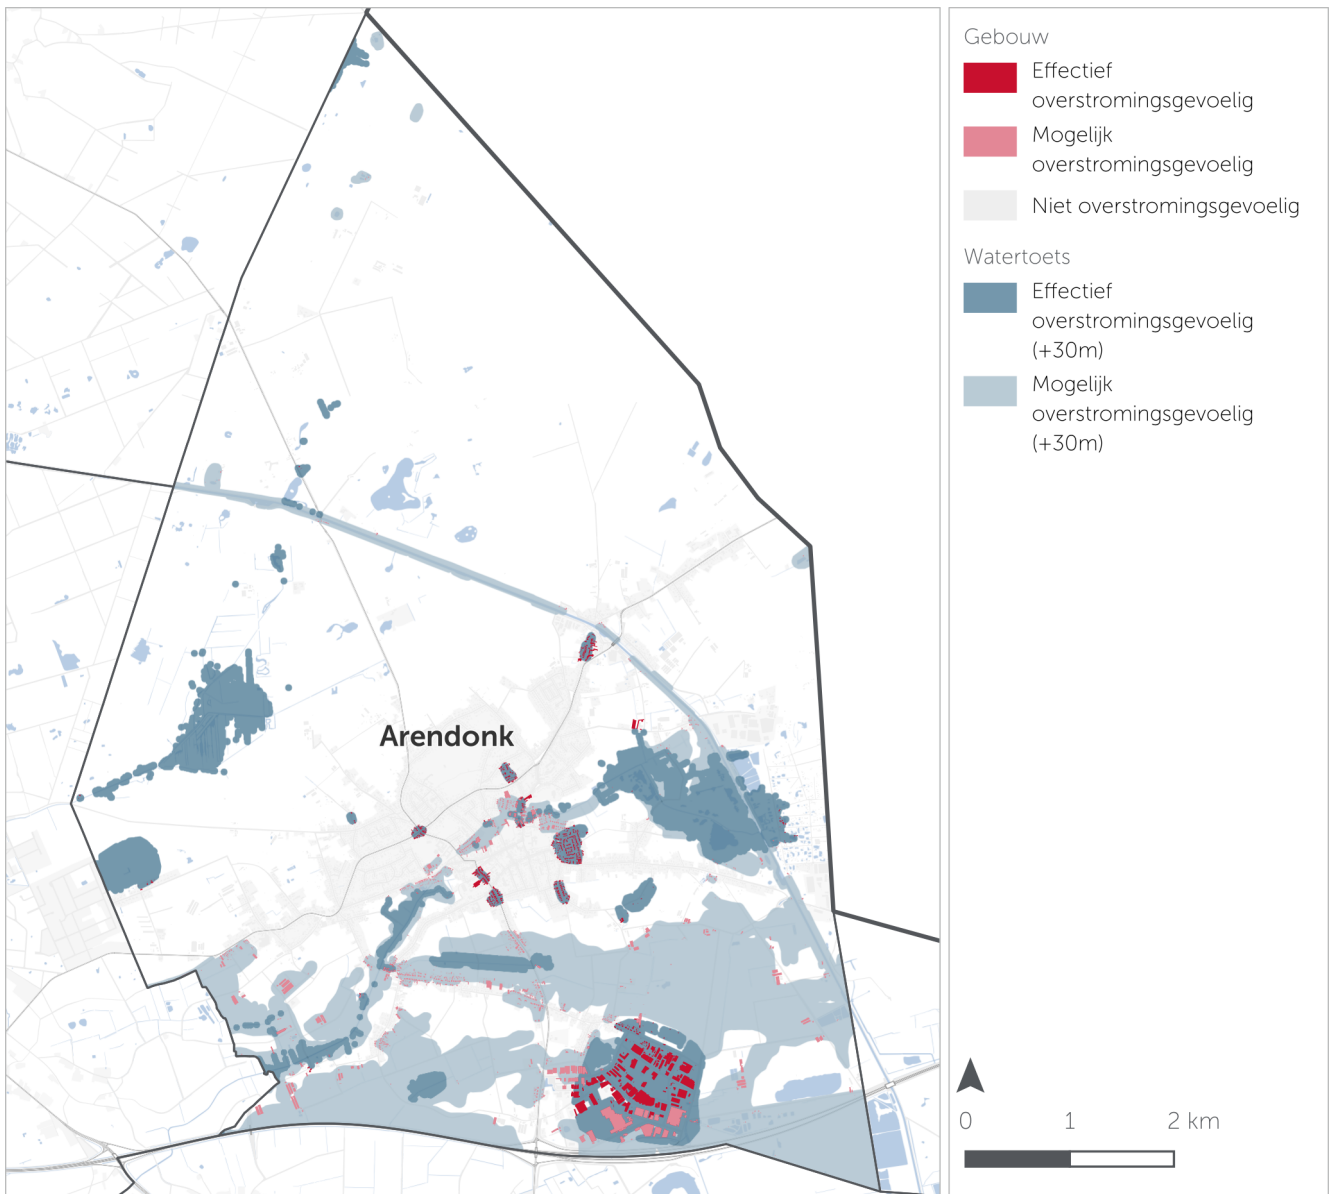 Arendonk
Gebouw
Effectief
overstromingsgevoelig
Mogelijk
overstromingsgevoelig
Niet overstromingsgevoelig
Watertoets
Effectief
overstromingsgevoelig
(+30m)
Mogelijk
overstromingsgevoelig
(+30m)
0 1 2 km